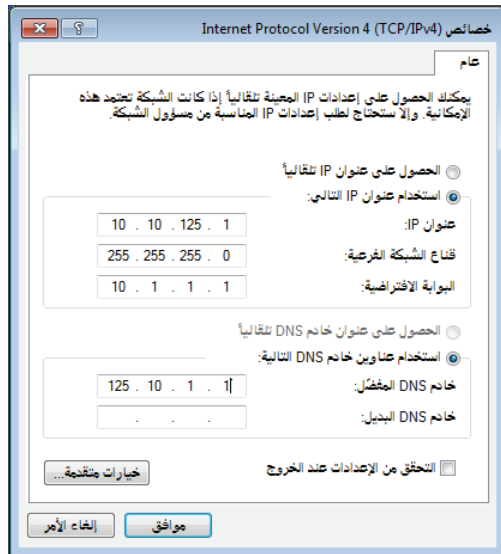 خصائص Internet Protocol Version 4 (TCP/IPv4)
عام
يمكنك الحصول على إعدادات IP المعينة تلقائياً إذا كانت الشبكة تعتمد هذه
الإمكانية. وإلا ستحتاج لطلب إعدادات IP المناسبة من مسؤول الشبكة.
الحصول على عنوان IP تلقائياً
استخدام عنوان IP التالي:
عنوان IP: 10 . 10 . 125 . 1
قناع الشبكة الفرعية: 255 . 255 . 255 . 0
البوابة الافتراضية: 10 . 1 . 1 . 1
الحصول على عنوان خادم DNS تلقائياً
استخدام عناوين خادم DNS التالية:
خادم DNS المفضّل: 125 . 10 . 1 . 1
خادم DNS البديل: . . .
التحقق من الإعدادات عند الخروج
خيارات متقدمة...
موافق
إلغاء الأمر